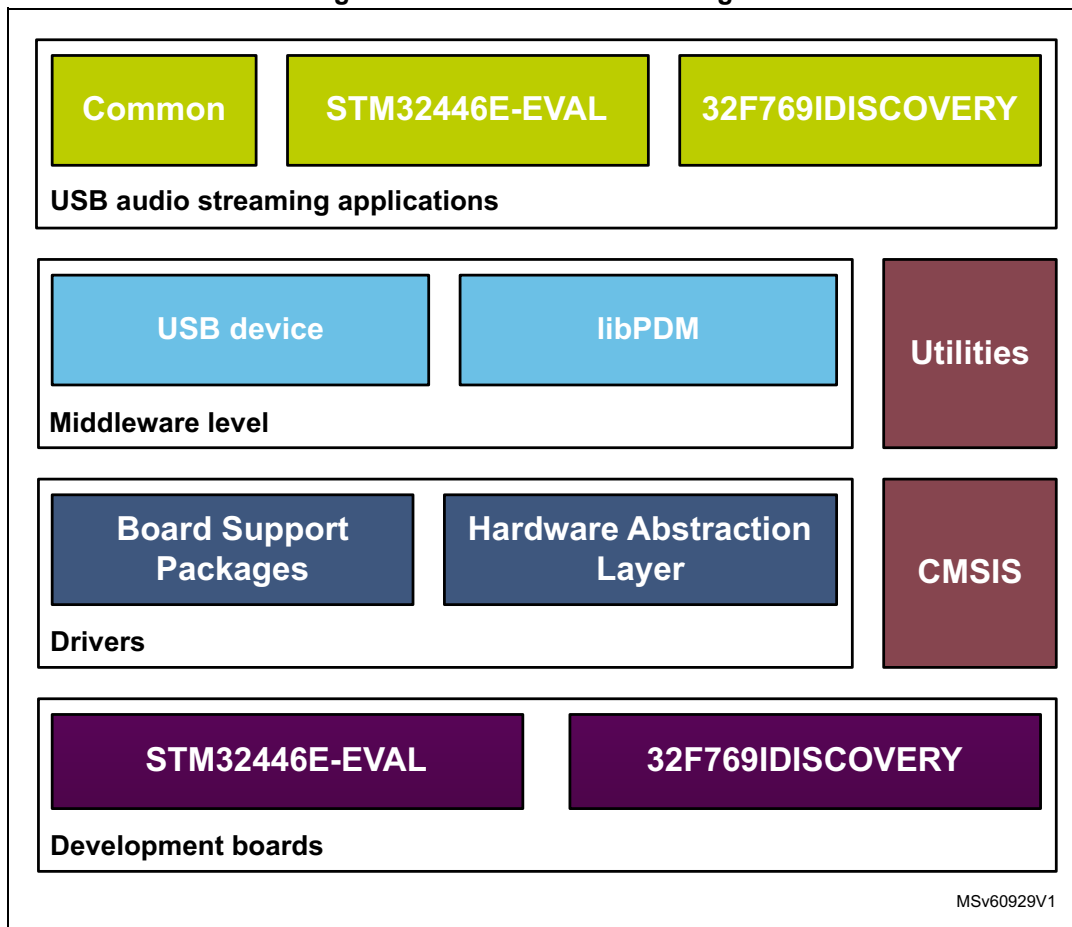 Common
STM32446E-EVAL
32F769IDISCOVERY
USB audio streaming applications
USB device
libPDM
Middleware level
Utilities
Board Support
Packages
Hardware Abstraction
Layer
Drivers
CMSIS
STM32446E-EVAL
32F769IDISCOVERY
Development boards
MSv60929V1